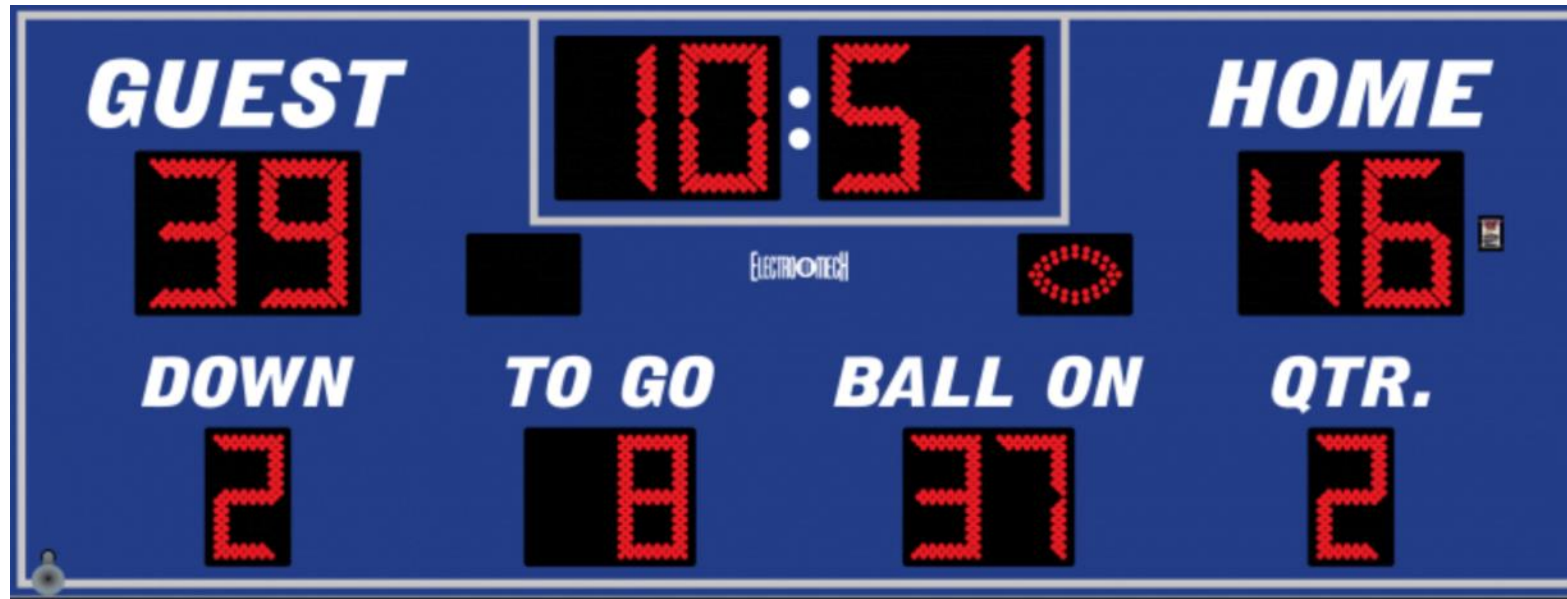 GUEST
10:51
HOME
39
46
ELECTRO-MECH
DOWN
TO GO
BALL ON
QTR.
2
8
37
2